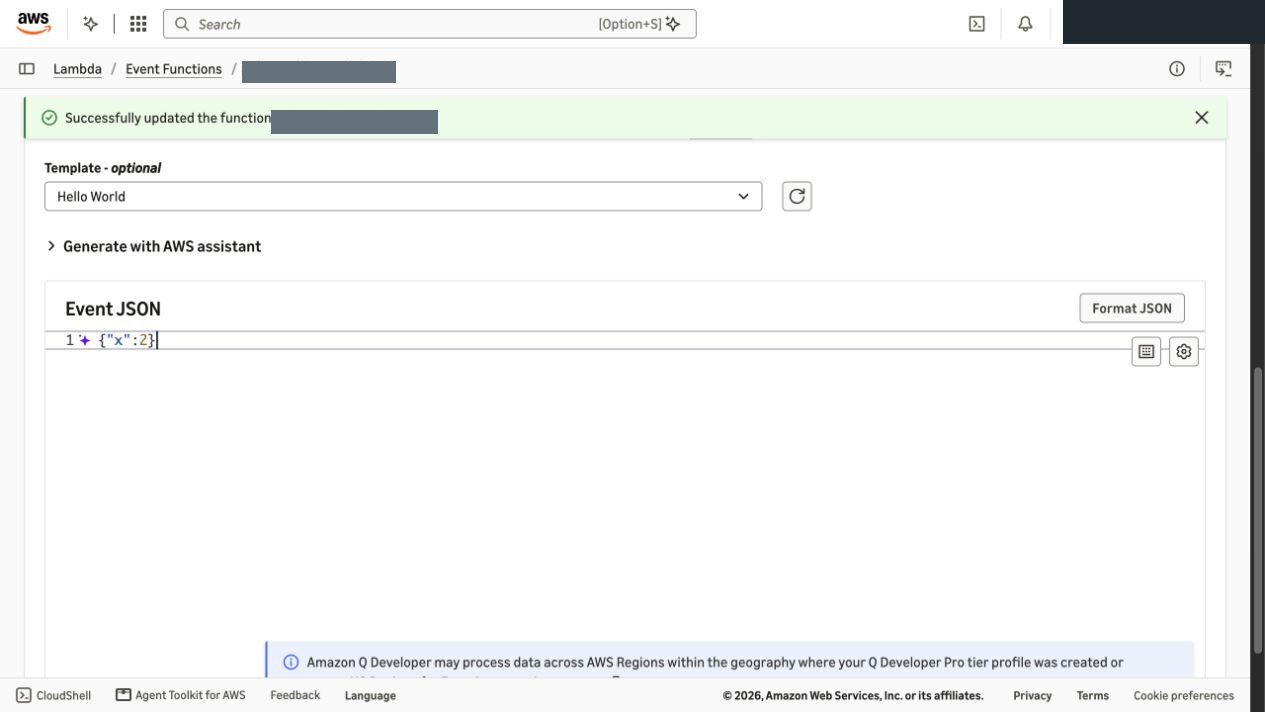 aws
Search [Option+S]
Lambda / Event Functions /
Successfully updated the function
Template - optional
Hello World
Generate with AWS assistant
Event JSON
Format JSON
1 {"x":2}
Amazon Q Developer may process data across AWS Regions within the geography where your Q Developer Pro tier profile was created or
CloudShell Agent Toolkit for AWS Feedback Language © 2026, Amazon Web Services, Inc. or its affiliates. Privacy Terms Cookie preferences